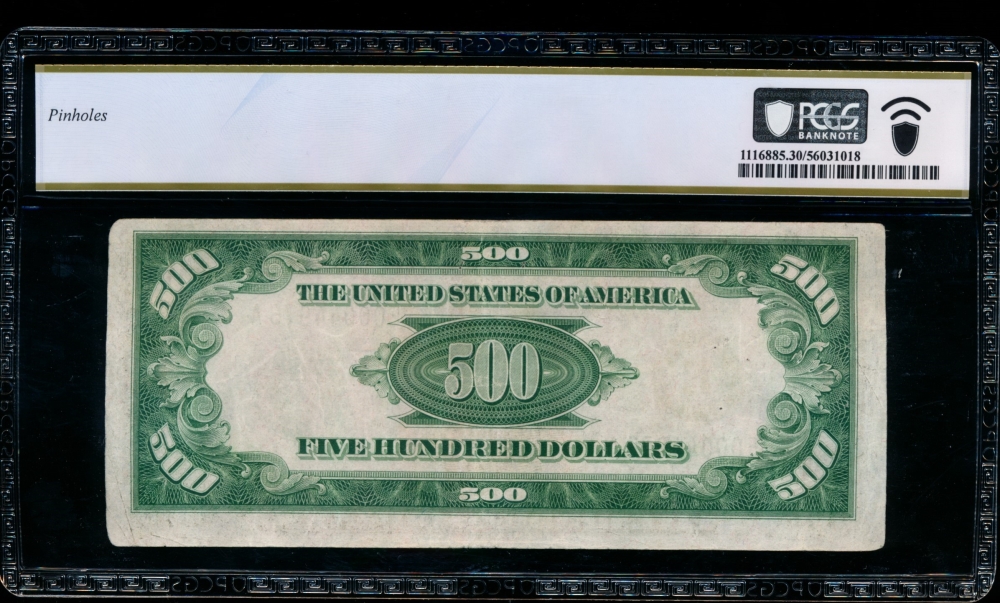 Pinholes
PCGS
BANKNOTE
1116885.30/56031018
500
500
500
THE UNITED STATES OF AMERICA
500
FIVE HUNDRED DOLLARS
500
500
500